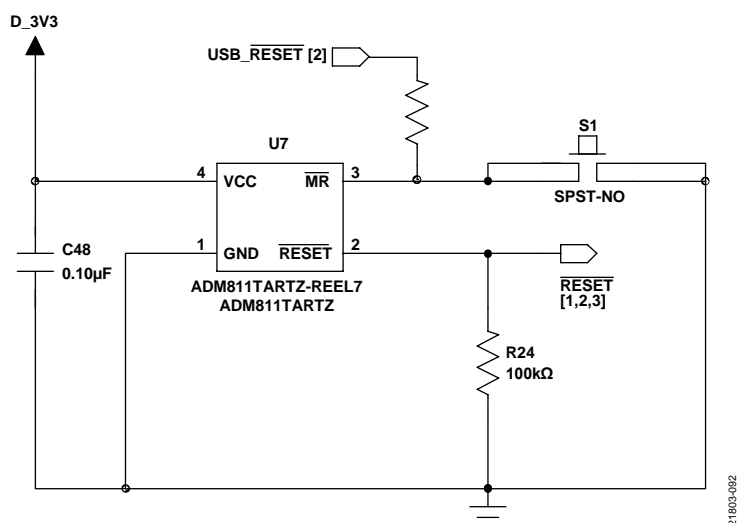 D_3V3
USB_RESET [2]
U7
S1
4
VCC
MR
3
SPST-NO
C48
0.10µF
1
GND
RESET
2
ADM811TARTZ-REEL7
ADM811TARTZ
RESET
[1,2,3]
R24
100kΩ
21803-092